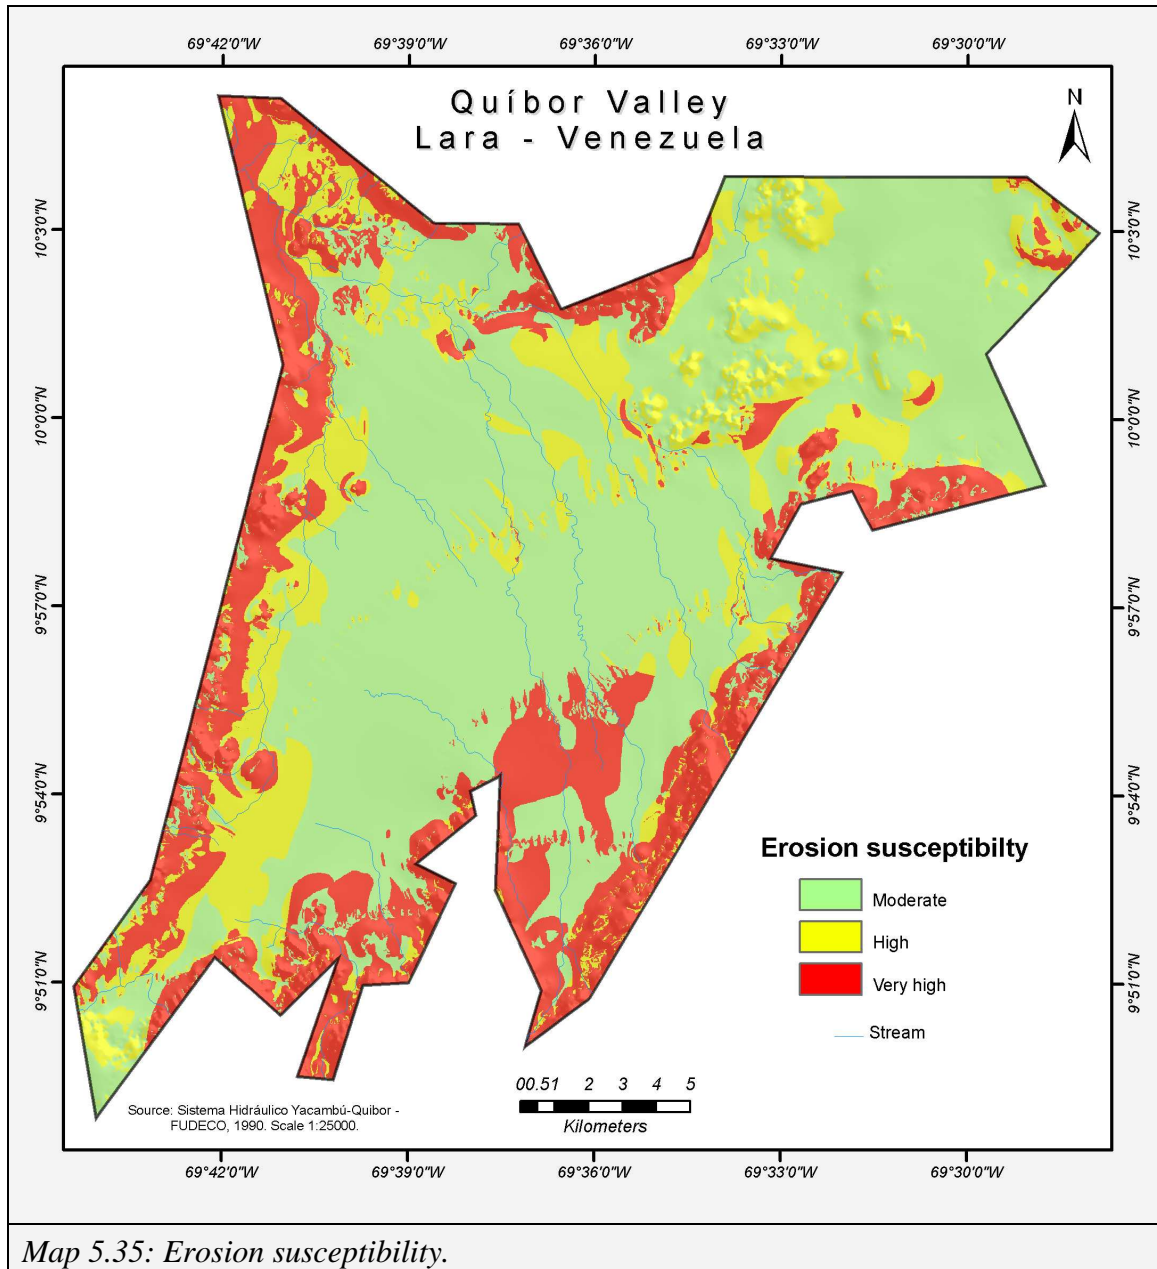 69°42'0"W 69°39'0"W 69°36'0"W 69°33'0"W 69°30'0"W
Quíbor Valley
Lara - Venezuela
N
10°3'0"N 10°3'0"N
10°0'0"N 10°0'0"N
9°57'0"N 9°57'0"N
9°54'0"N 9°54'0"N
Erosion susceptibilty
Moderate
High
Very high
Stream
9°51'0"N 9°51'0"N
00.51 2 3 4 5
Kilometers
Source: Sistema Hidráulico Yacambú-Quibor -
FUDECO, 1990. Scale 1:25000.
69°42'0"W 69°39'0"W 69°36'0"W 69°33'0"W 69°30'0"W
Map 5.35: Erosion susceptibility.